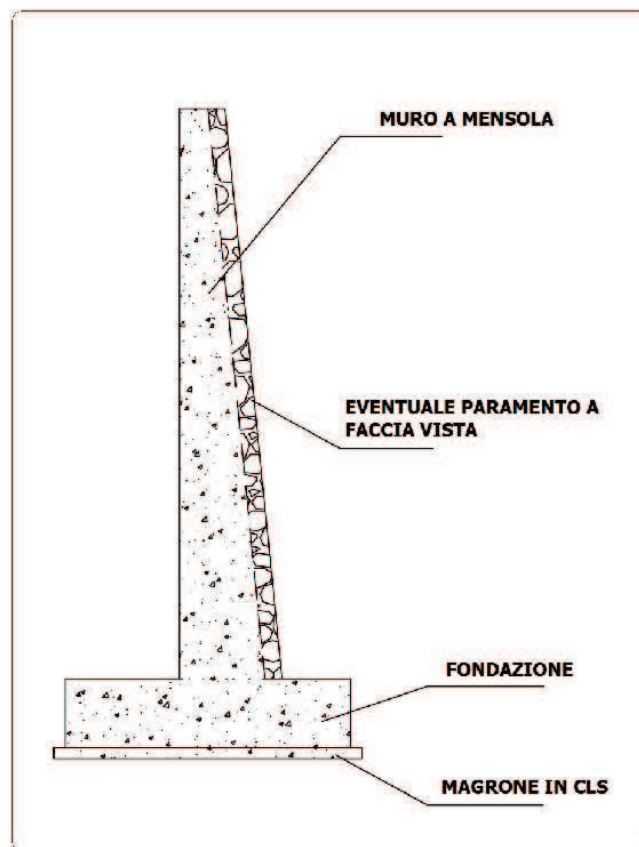 MURO A MENSOLA
EVENTUALE PARAMENTO A
FACCIA VISTA
FONDAZIONE
MAGRONE IN CLS